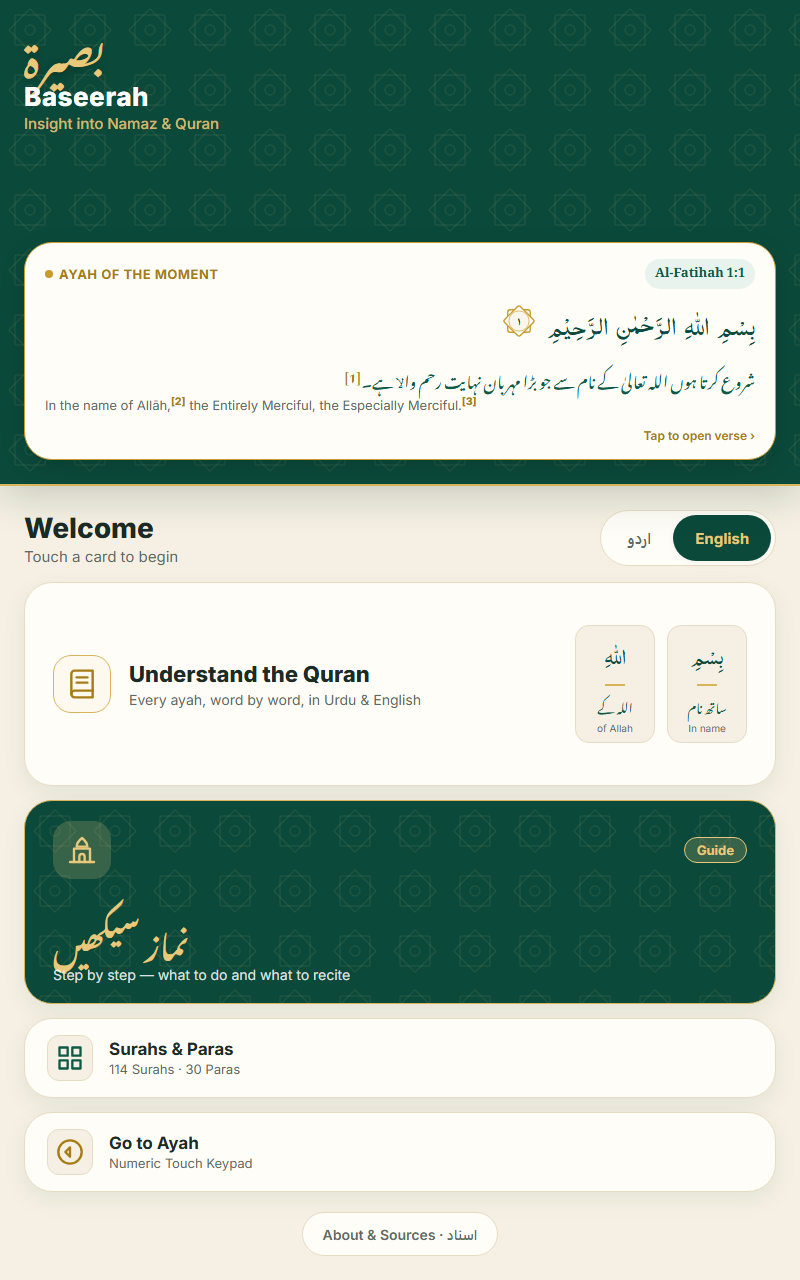 بصيرة
Baseerah
Insight into Namaz & Quran
AYAH OF THE MOMENT
Al-Fatihah 1:1
بِسْمِ اللّٰهِ الرَّحْمٰنِ الرَّحِيْمِ ١
شروع کرتا ہوں اللہ تعالیٰ کے نام سے جو بڑا مہربان نہایت رحم والا ہے۔[1]
In the name of Allāh,[2] the Entirely Merciful, the Especially Merciful.[3]
Tap to open verse ›
Welcome
Touch a card to begin
اردو
English
Understand the Quran
Every ayah, word by word, in Urdu & English
بِسْمِ
ساتھ نام
In name
اللّٰهِ
اللہ کے
of Allah
Guide
نماز سیکھیں
Step by step — what to do and what to recite
Surahs & Paras
114 Surahs · 30 Paras
Go to Ayah
Numeric Touch Keypad
About & Sources · اسناد